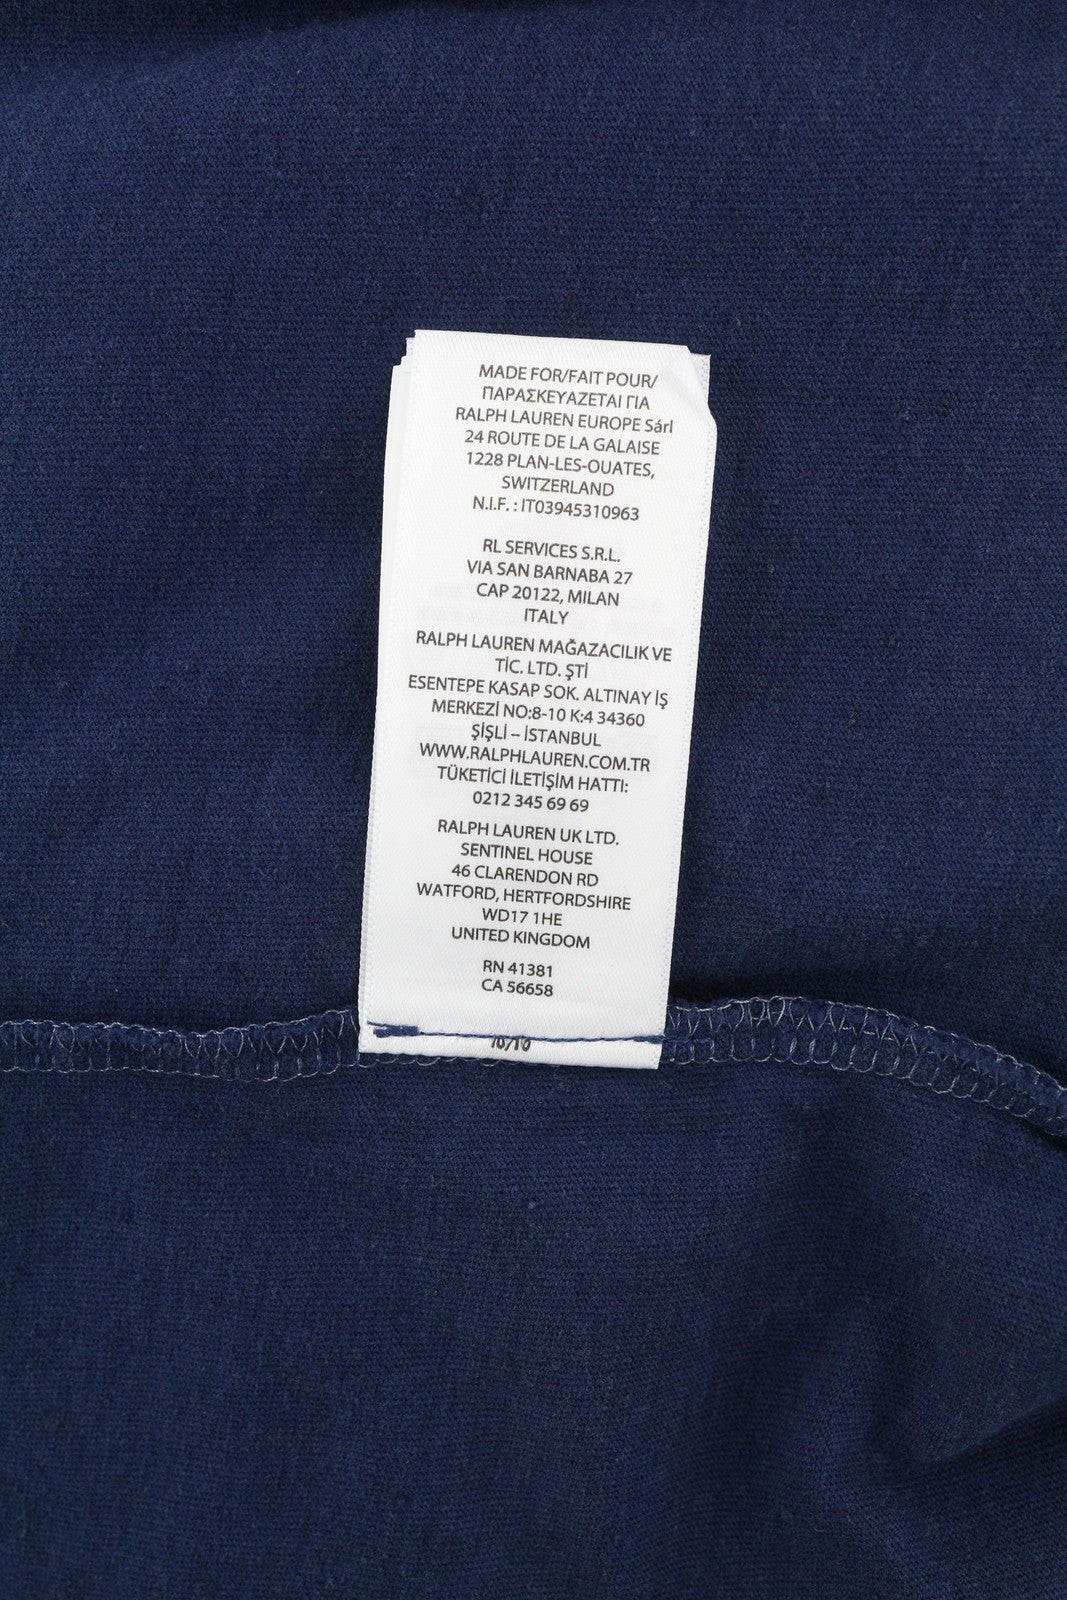 MADE FOR/FAIT POUR/
ΠΑΡΑΣΚΕΥΑΖΕΤΑΙ ΓΙΑ
RALPH LAUREN EUROPE Sárl
24 ROUTE DE LA GALAISE
1228 PLAN-LES-OUATES,
SWITZERLAND
N.I.F. : IT03945310963
RL SERVICES S.R.L.
VIA SAN BARNABA 27
CAP 20122, MILAN
ITALY
RALPH LAUREN MAĞAZACILIK VE
TİC. LTD. ŞTİ
ESENTEPE KASAP SOK. ALTINAY İŞ
MERKEZİ NO:8-10 K:4 34360
ŞİŞLİ – İSTANBUL
WWW.RALPHLAUREN.COM.TR
TÜKETİCİ İLETİŞİM HATTI:
0212 345 69 69
RALPH LAUREN UK LTD.
SENTINEL HOUSE
46 CLARENDON RD
WATFORD, HERTFORDSHIRE
WD17 1HE
UNITED KINGDOM
RN 41381
CA 56658
10/10